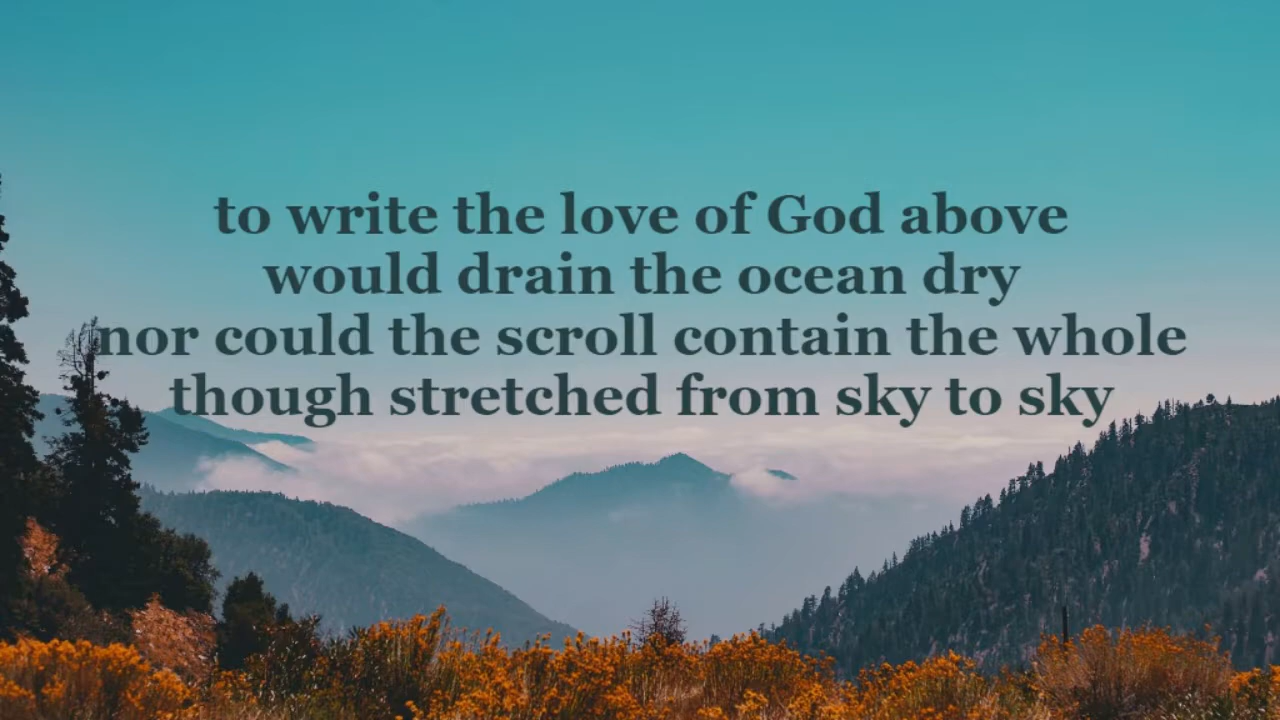 to write the love of God above
would drain the ocean dry
nor could the scroll contain the whole
though stretched from sky to sky